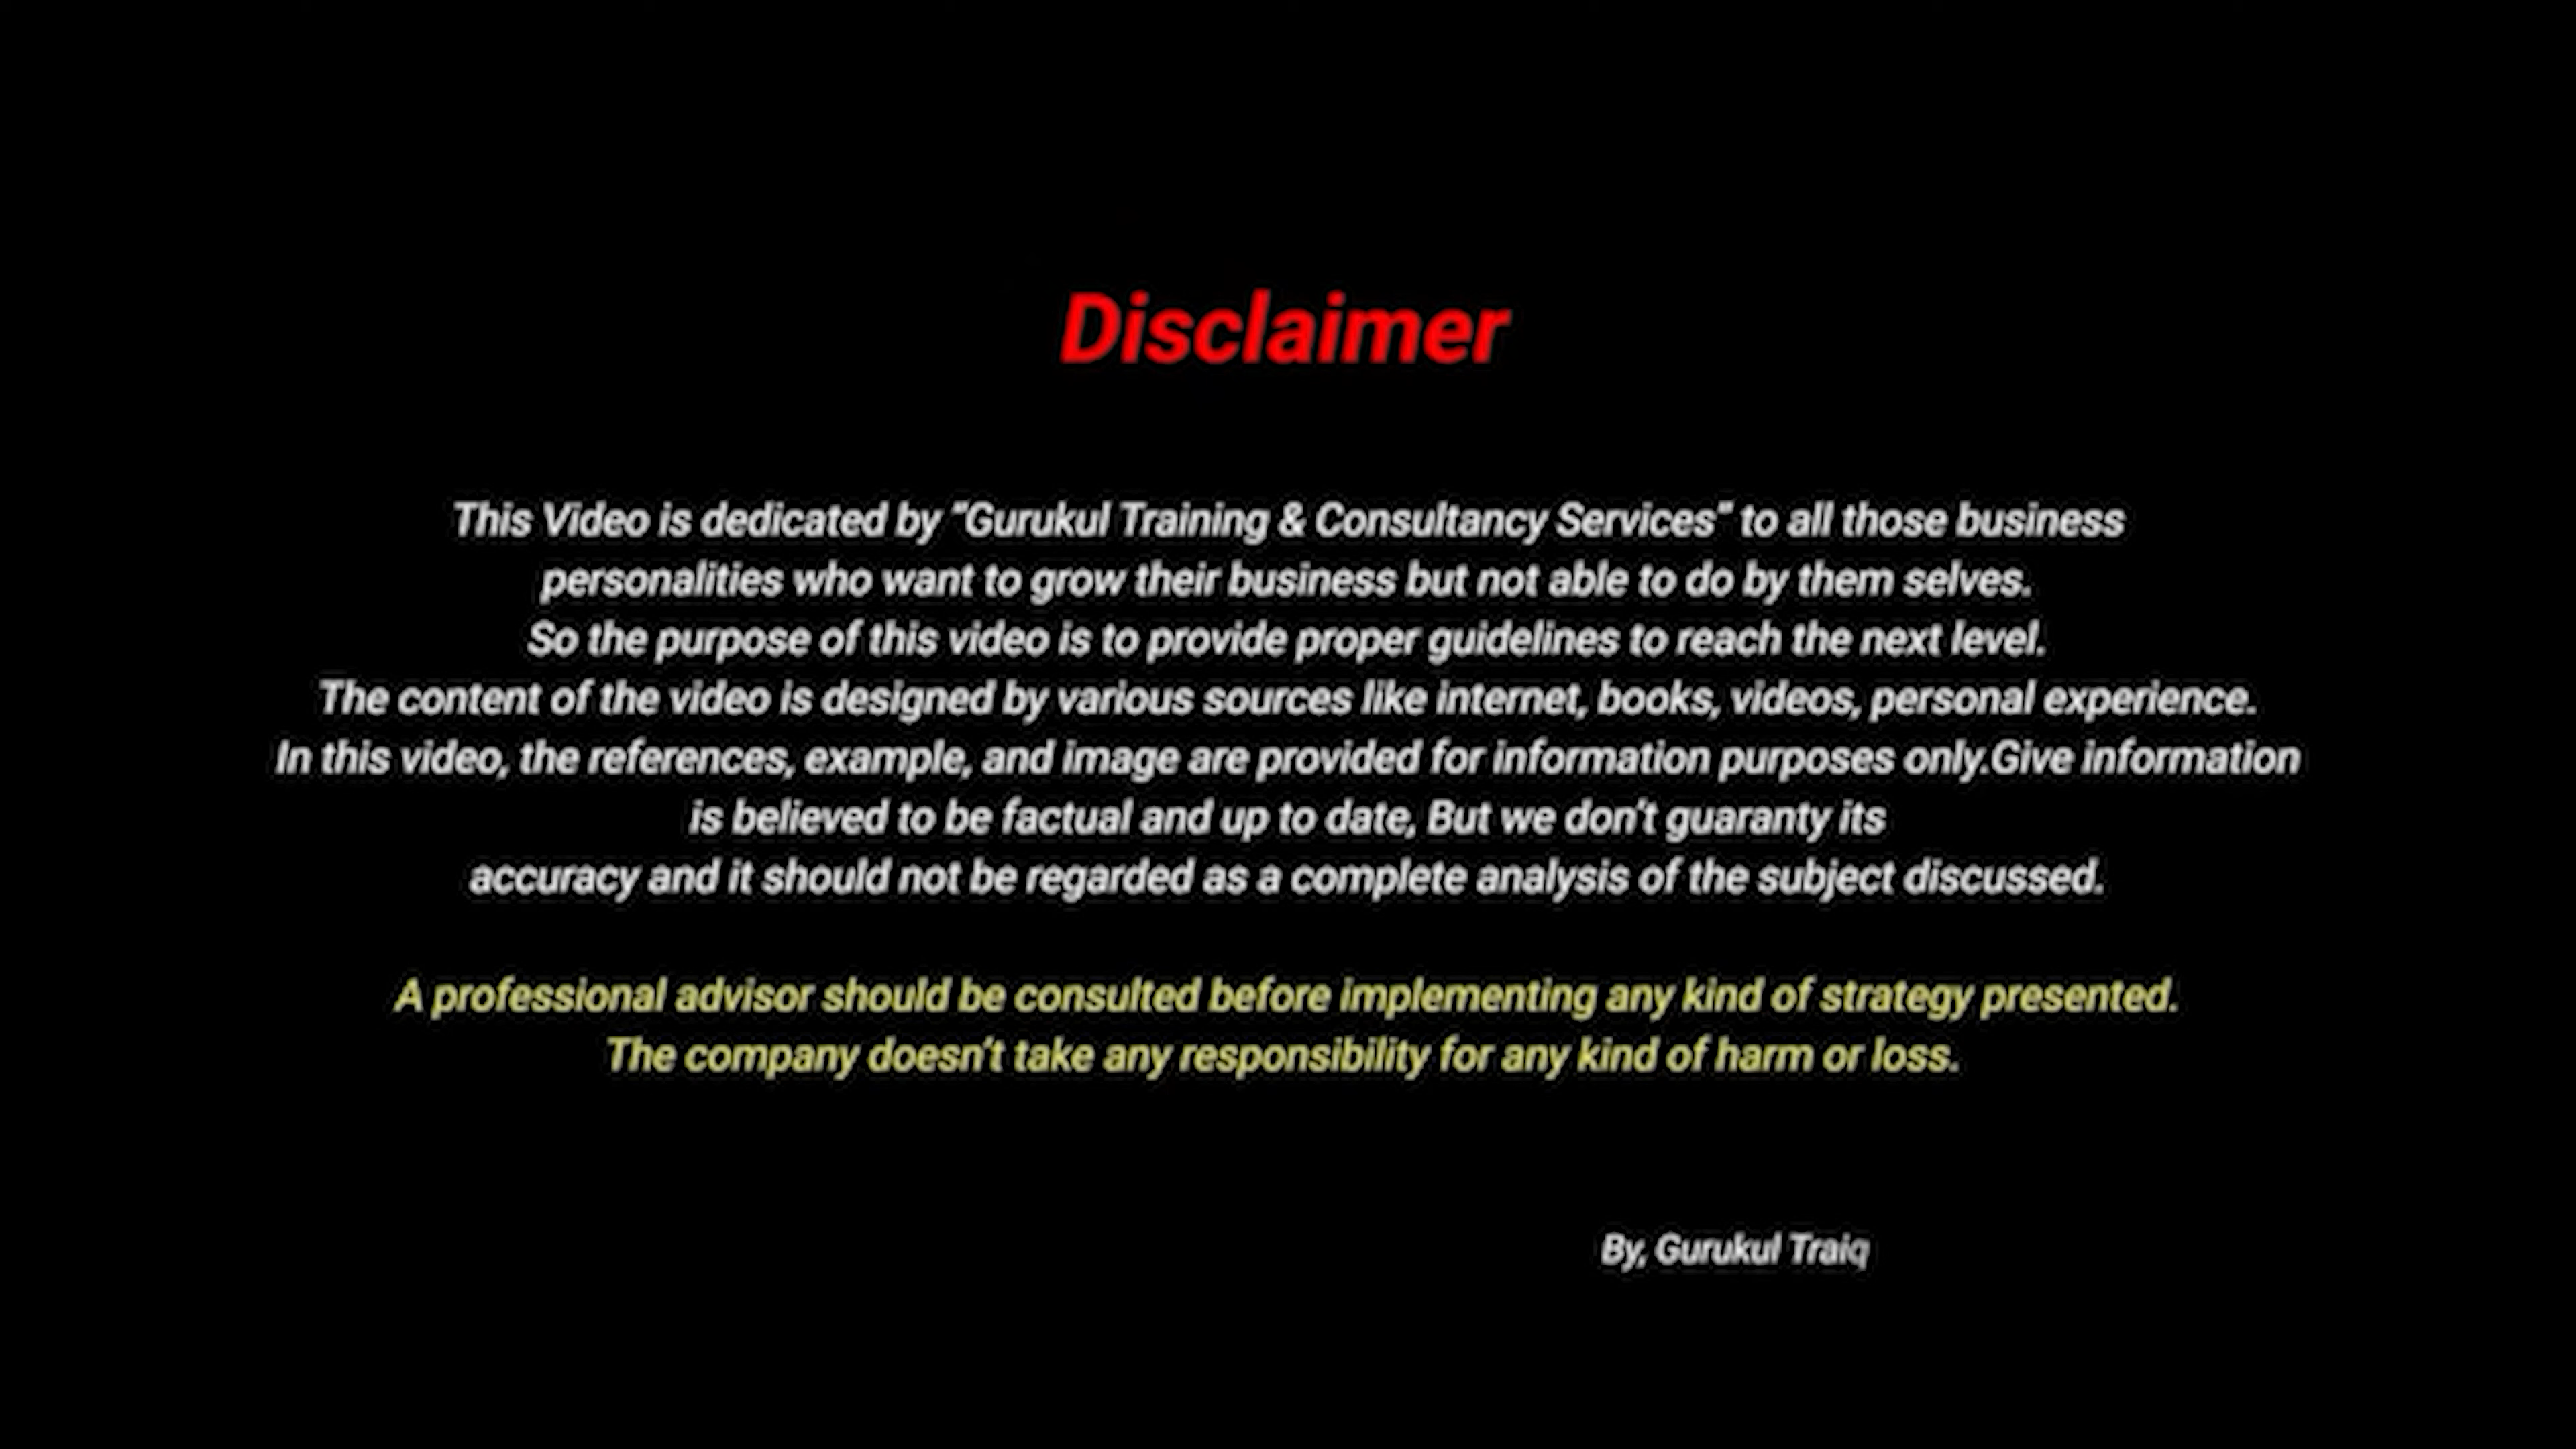 Disclaimer
This Video is dedicated by "Gurukul Training & Consultancy Services" to all those business
personalities who want to grow their business but not able to do by them selves.
So the purpose of this video is to provide proper guidelines to reach the next level.
The content of the video is designed by various sources like internet, books, videos, personal experience.
In this video, the references, example, and image are provided for information purposes only.Give information
is believed to be factual and up to date, But we don't guaranty its
accuracy and it should not be regarded as a complete analysis of the subject discussed.
A professional advisor should be consulted before implementing any kind of strategy presented.
The company doesn't take any responsibility for any kind of harm or loss.
By, Gurukul Traiq